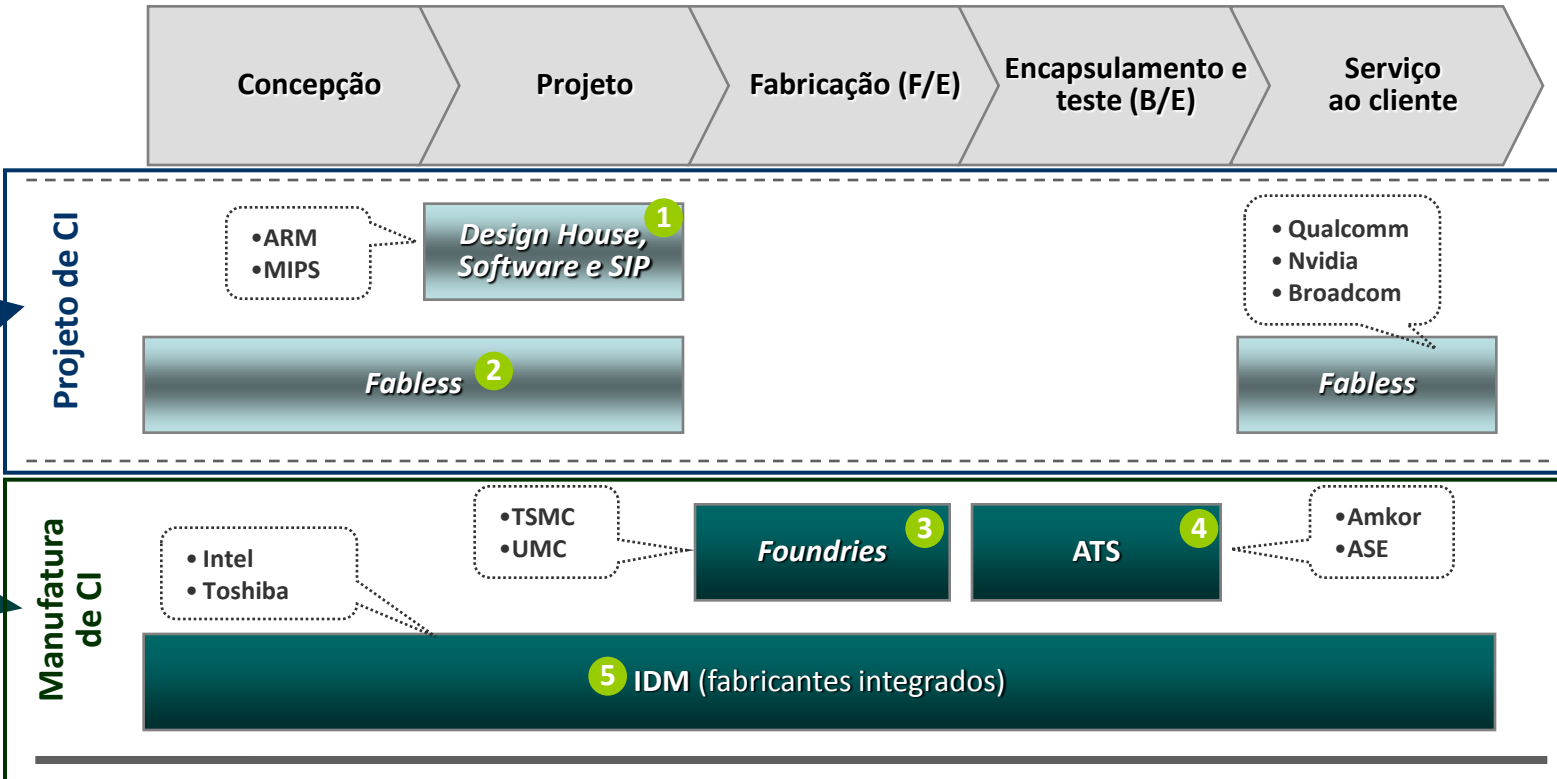 Concepção
Projeto
Fabricação (F/E)
Encapsulamento e
teste (B/E)
Serviço
ao cliente
Projeto de CI
•ARM
•MIPS
1
Design House,
Software e SIP
• Qualcomm
• Nvidia
• Broadcom
Fabless 2
Fabless
Manufatura
de CI
• Intel
• Toshiba
•TSMC
•UMC
Foundries 3
ATS 4
•Amkor
•ASE
5 IDM (fabricantes integrados)